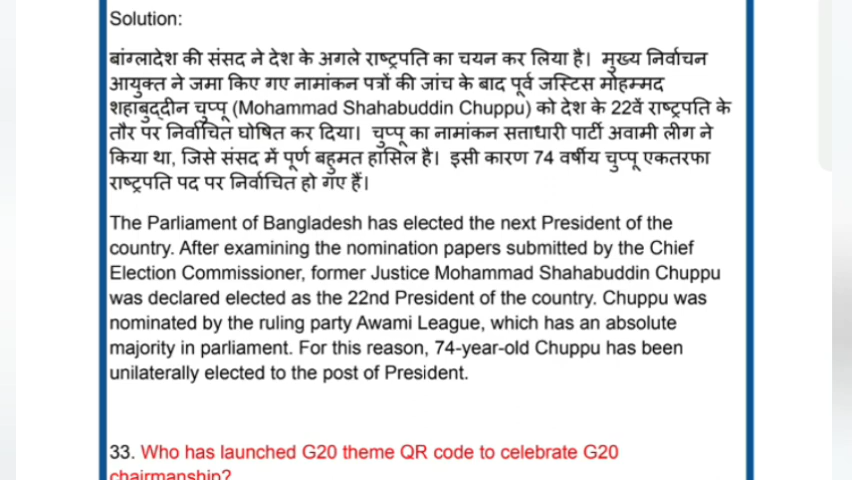 Solution:
बांग्लादेश की संसद ने देश के अगले राष्ट्रपति का चयन कर लिया है। मुख्य निर्वाचन
आयुक्त ने जमा किए गए नामांकन पत्रों की जांच के बाद पूर्व जस्टिस मोहम्मद
शहाबुद्दीन चुप्पू (Mohammad Shahabuddin Chuppu) को देश के 22वें राष्ट्रपति के
तौर पर निर्वाचित घोषित कर दिया। चुप्पू का नामांकन सत्ताधारी पार्टी अवामी लीग ने
किया था, जिसे संसद में पूर्ण बहुमत हासिल है। इसी कारण 74 वर्षीय चुप्पू एकतरफा
राष्ट्रपति पद पर निर्वाचित हो गए हैं।
The Parliament of Bangladesh has elected the next President of the
country. After examining the nomination papers submitted by the Chief
Election Commissioner, former Justice Mohammad Shahabuddin Chuppu
was declared elected as the 22nd President of the country. Chuppu was
nominated by the ruling party Awami League, which has an absolute
majority in parliament. For this reason, 74-year-old Chuppu has been
unilaterally elected to the post of President.
33. Who has launched G20 theme QR code to celebrate G20
chairmanship?